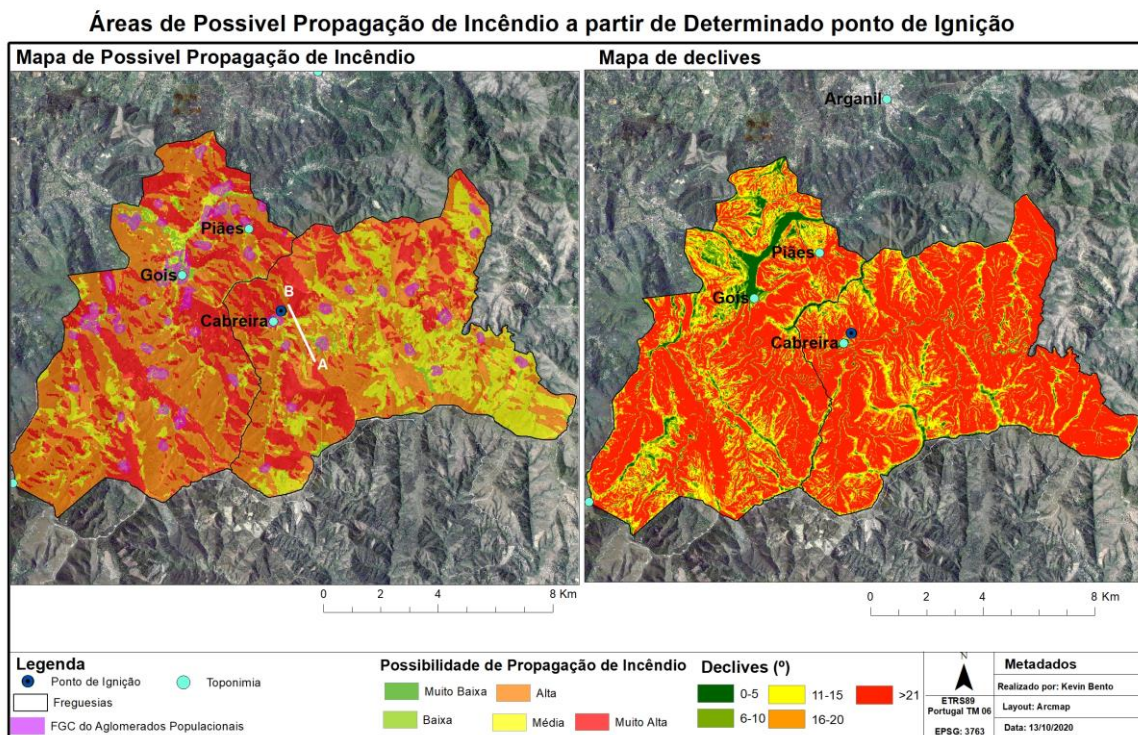 Áreas de Possivel Propagação de Incêndio a partir de Determinado ponto de Ignição
Mapa de Possivel Propagação de Incêndio
Piães
Gois
B
Cabreira
A
0 2 4 8 Km
Mapa de declives
Arganil
Piães
Gois
Cabreira
0 2 4 8 Km
Legenda
Ponto de Ignição
Toponimia
Freguesias
FGC do Aglomerados Populacionais
Possibilidade de Propagação de Incêndio
Muito Baixa
Alta
Baixa
Média
Muito Alta
Declives (º)
0-5
11-15
>21
6-10
16-20
N
ETRS89
Portugal TM 06
EPSG: 3763
Metadados
Realizado por: Kevin Bento
Layout: Arcmap
Data: 13/10/2020